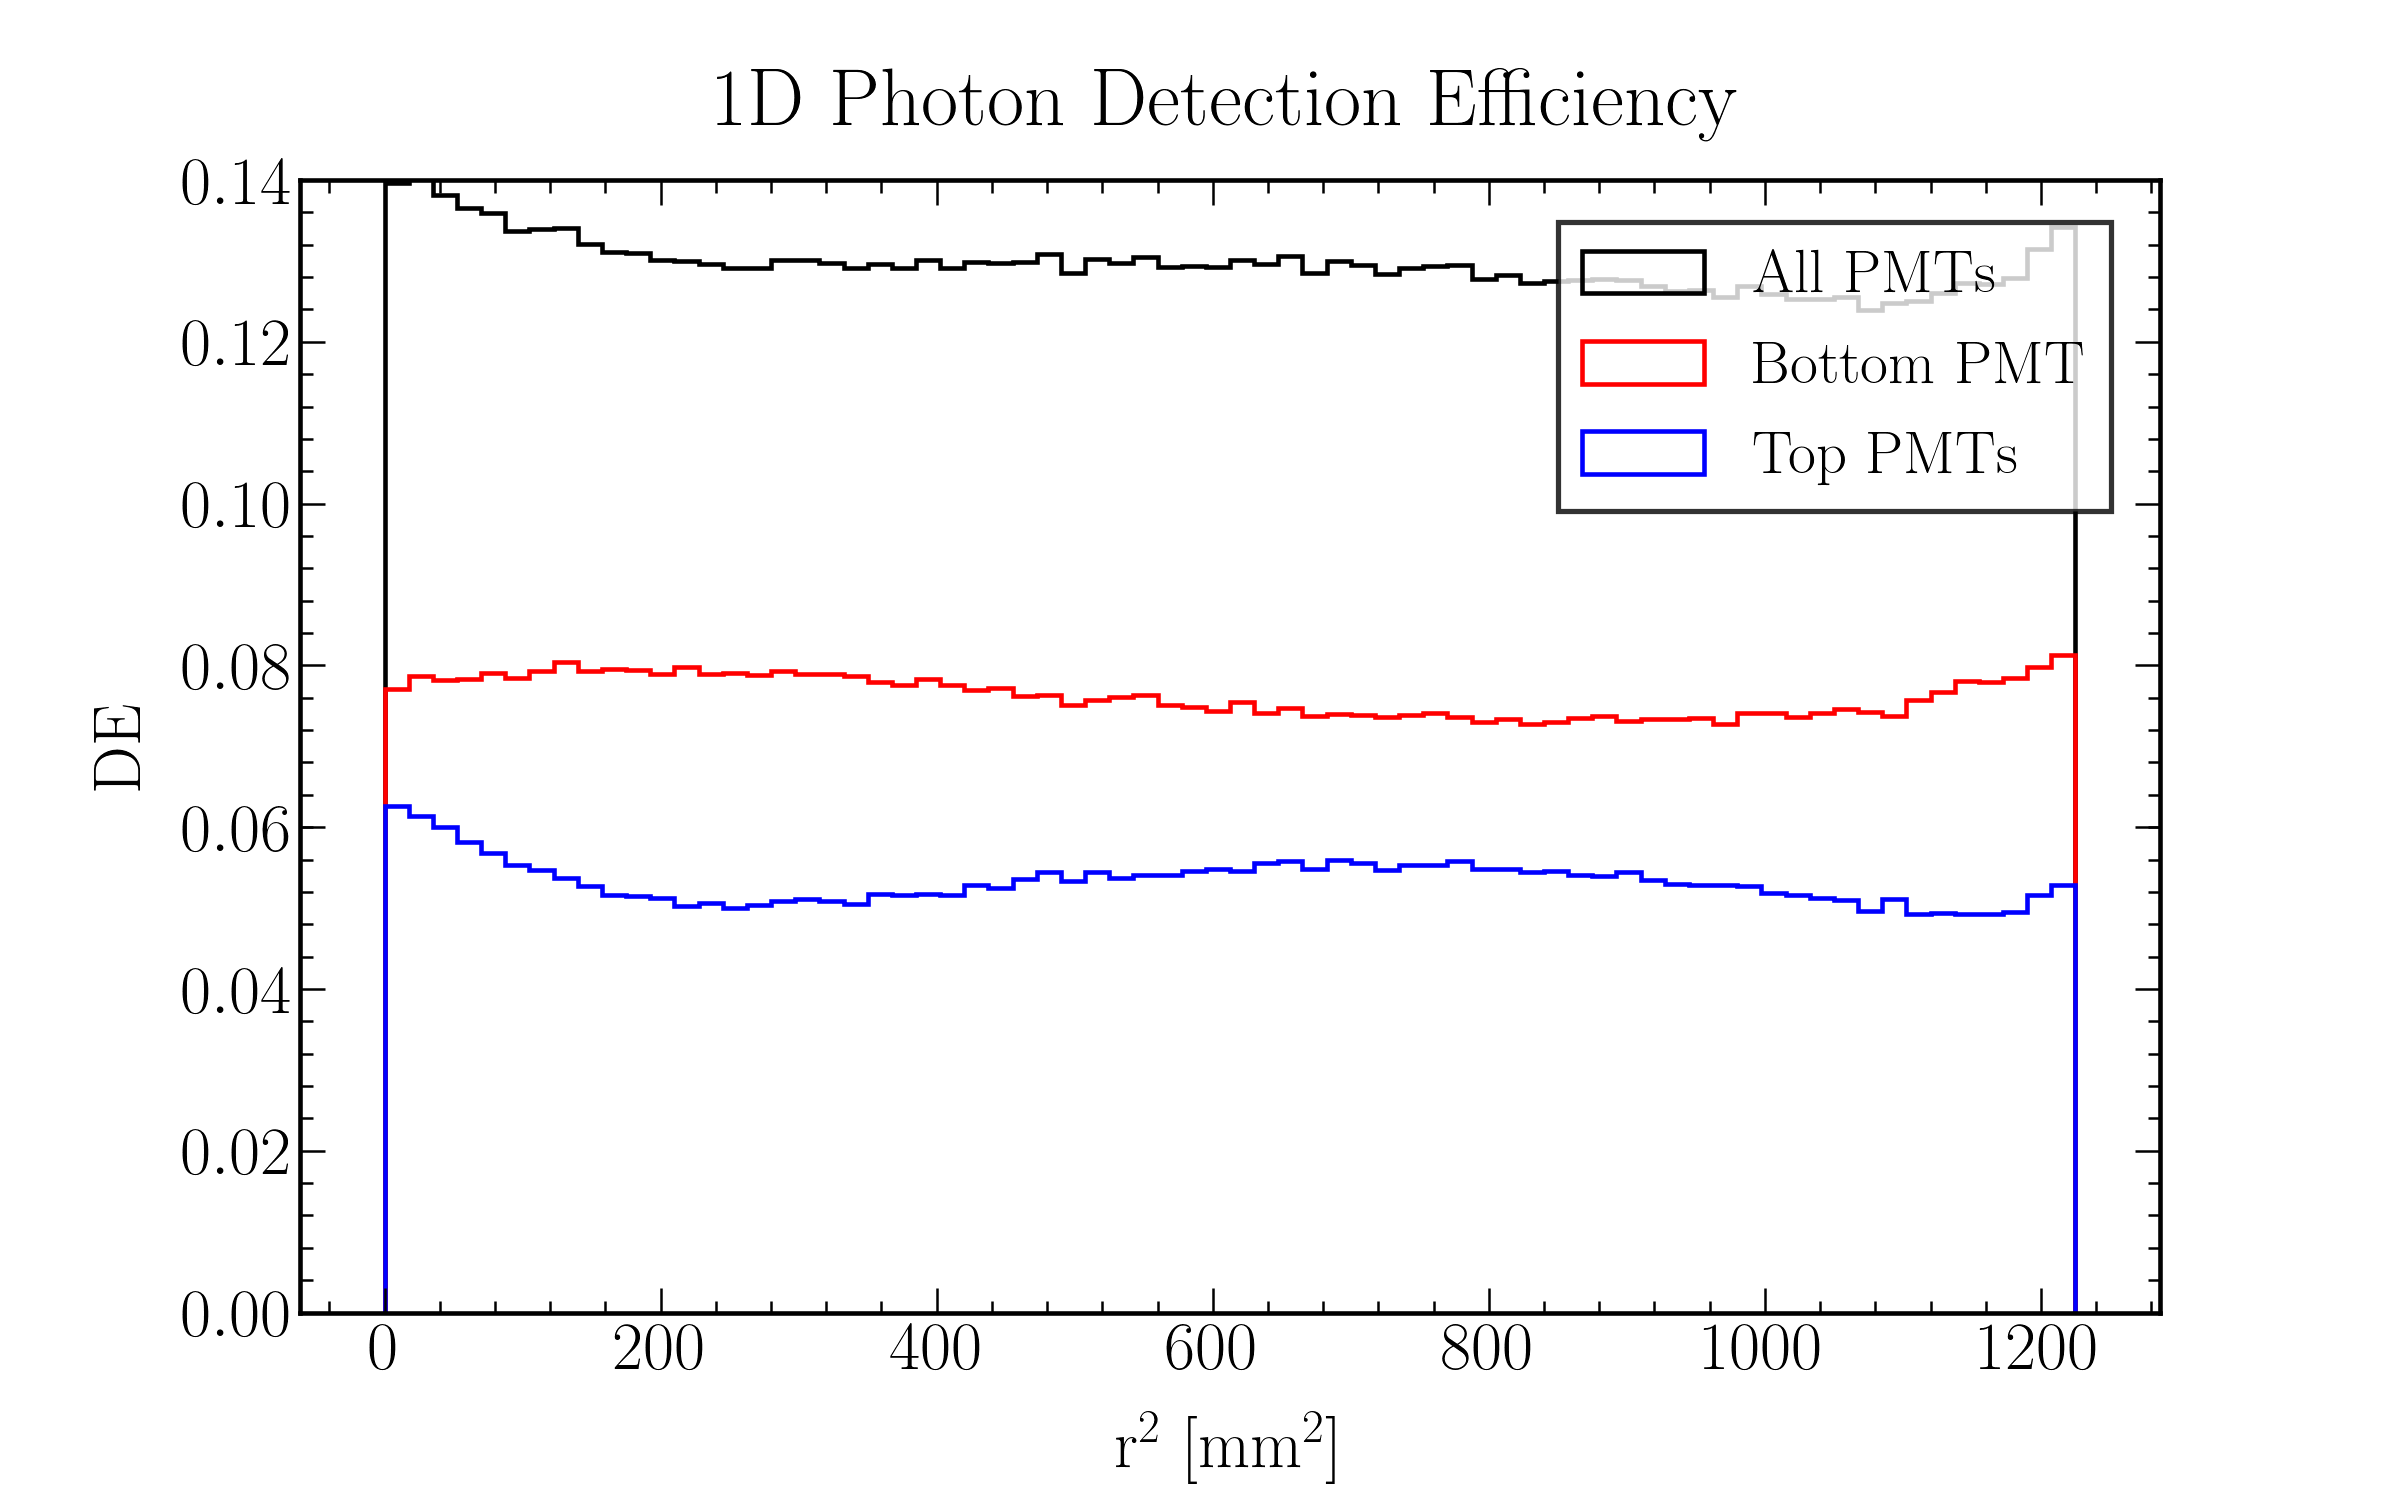 1D Photon Detection Efficiency
0.14
0.12
0.10
0.08
0.06
0.04
0.02
0.00
DE
All PMTs
Bottom PMT
Top PMTs
0 200 400 600 800 1000 1200
r² [mm²]